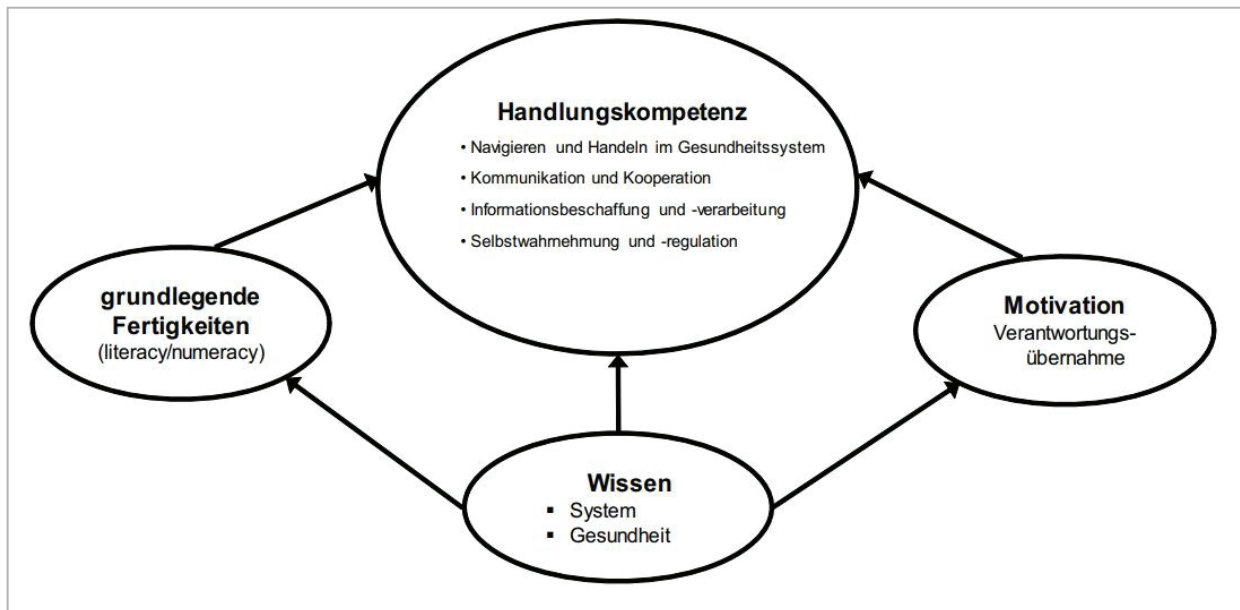 Handlungskompetenz
• Navigieren und Handeln im Gesundheitssystem
• Kommunikation und Kooperation
• Informationsbeschaffung und -verarbeitung
• Selbstwahrnehmung und -regulation
grundlegende
Fertigkeiten
(literacy/numeracy)
Motivation
Verantwortungs-
übernahme
Wissen
▪ System
▪ Gesundheit